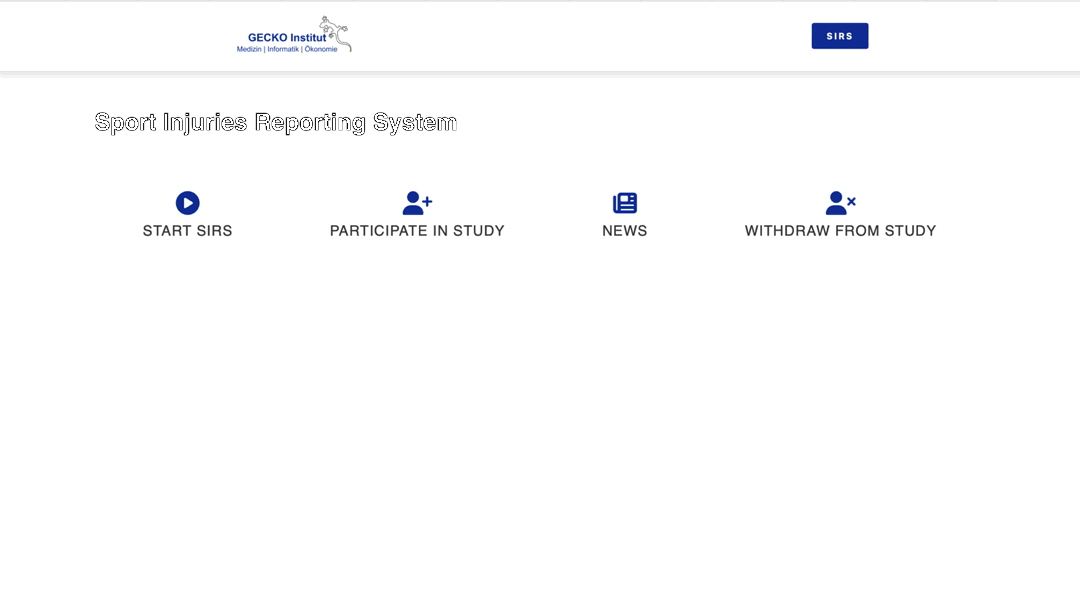 GECKO Institut
Medizin | Informatik | Ökonomie
SIRS
Sport Injuries Reporting System
START SIRS
PARTICIPATE IN STUDY
NEWS
WITHDRAW FROM STUDY